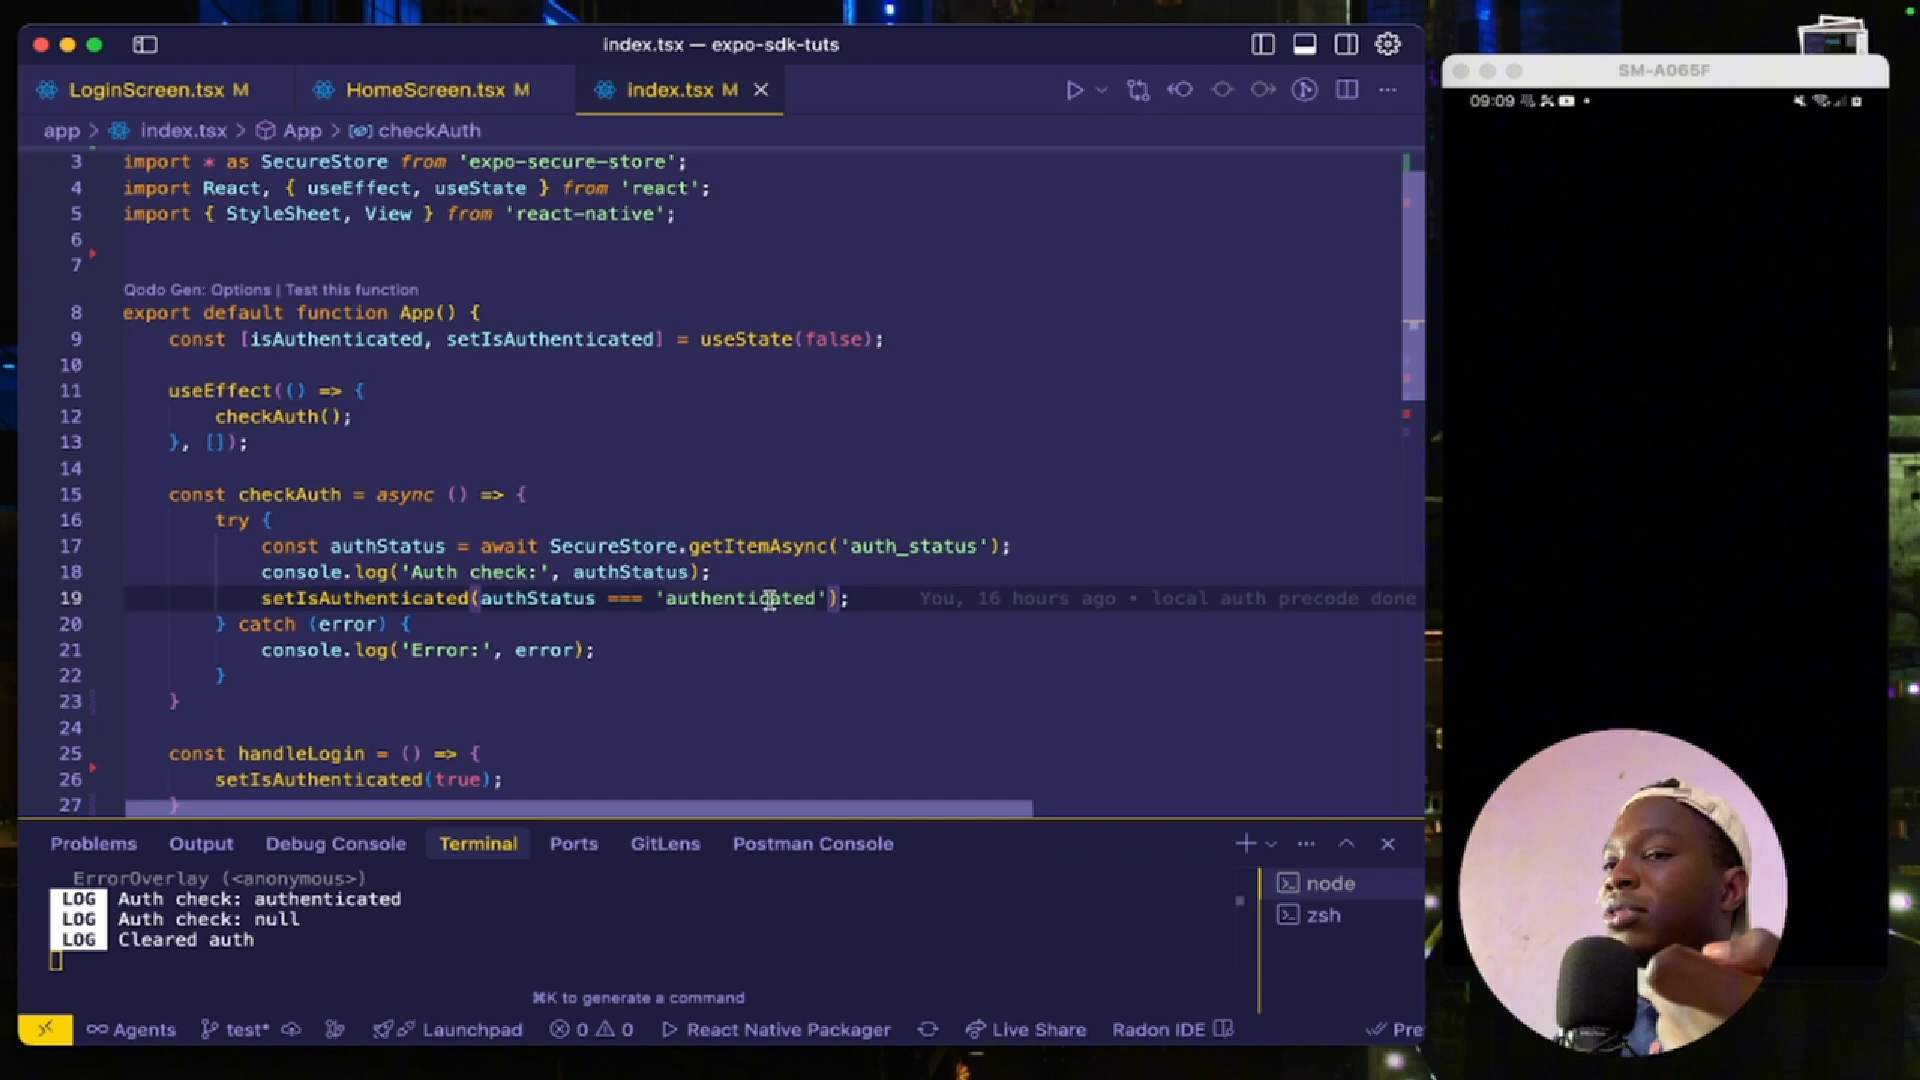 index.tsx — expo-sdk-tuts
LoginScreen.tsx M
HomeScreen.tsx M
index.tsx M
app > index.tsx > App > checkAuth
3 import * as SecureStore from 'expo-secure-store';
4 import React, { useEffect, useState } from 'react';
5 import { StyleSheet, View } from 'react-native';
6
7
Qodo Gen: Options | Test this function
8 export default function App() {
9 const [isAuthenticated, setIsAuthenticated] = useState(false);
10
11 useEffect(() => {
12 checkAuth();
13 }, []);
14
15 const checkAuth = async () => {
16 try {
17 const authStatus = await SecureStore.getItemAsync('auth_status');
18 console.log('Auth check:', authStatus);
19 setIsAuthenticated(authStatus === 'authenticated'); You, 16 hours ago • local auth precode done
20 } catch (error) {
21 console.log('Error:', error);
22 }
23 }
24
25 const handleLogin = () => {
26 setIsAuthenticated(true);
27 }
Problems Output Debug Console Terminal Ports GitLens Postman Console
ErrorOverlay (<anonymous>)
LOG Auth check: authenticated
LOG Auth check: null
LOG Cleared auth
⌘K to generate a command
node
zsh
Agents test* Launchpad 0 0 React Native Packager Live Share Radon IDE Pre
SM-A065F
09:09